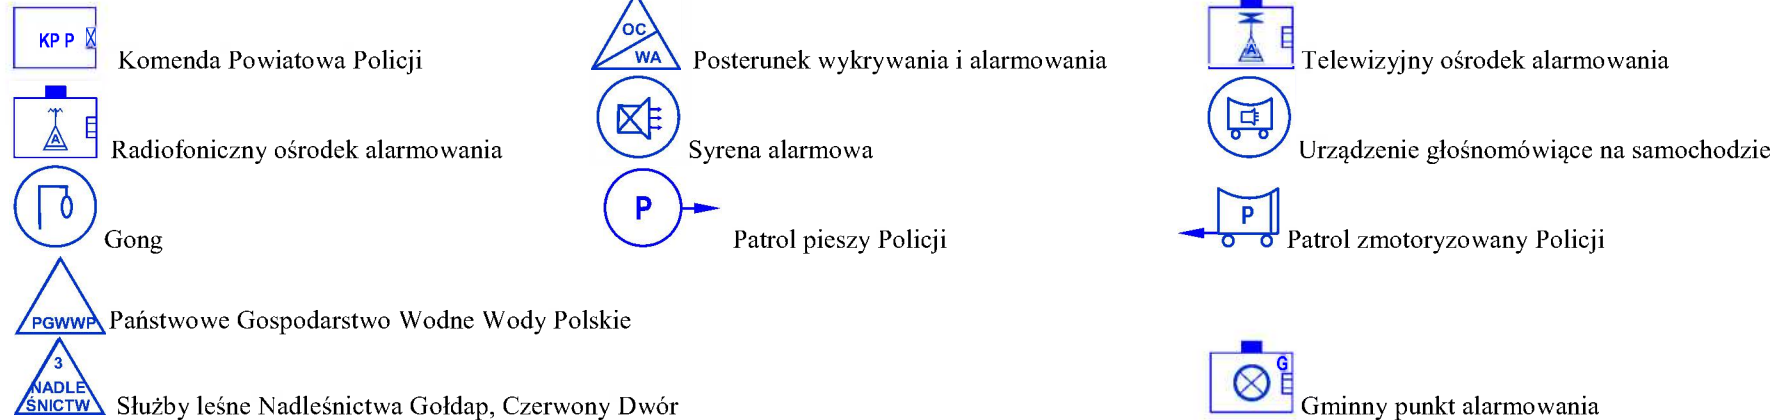 KP P Komenda Powiatowa Policji
OC WA Posterunek wykrywania i alarmowania
A Telewizyjny ośrodek alarmowania
A Radiofoniczny ośrodek alarmowania
Syrena alarmowa
Urządzenie głośnomówiące na samochodzie
Gong
P Patrol pieszy Policji
P Patrol zmotoryzowany Policji
PGWWP Państwowe Gospodarstwo Wodne Wody Polskie
3
NADLE
ŚNICTW Służby leśne Nadleśnictwa Gołdap, Czerwony Dwór
G Gminny punkt alarmowania